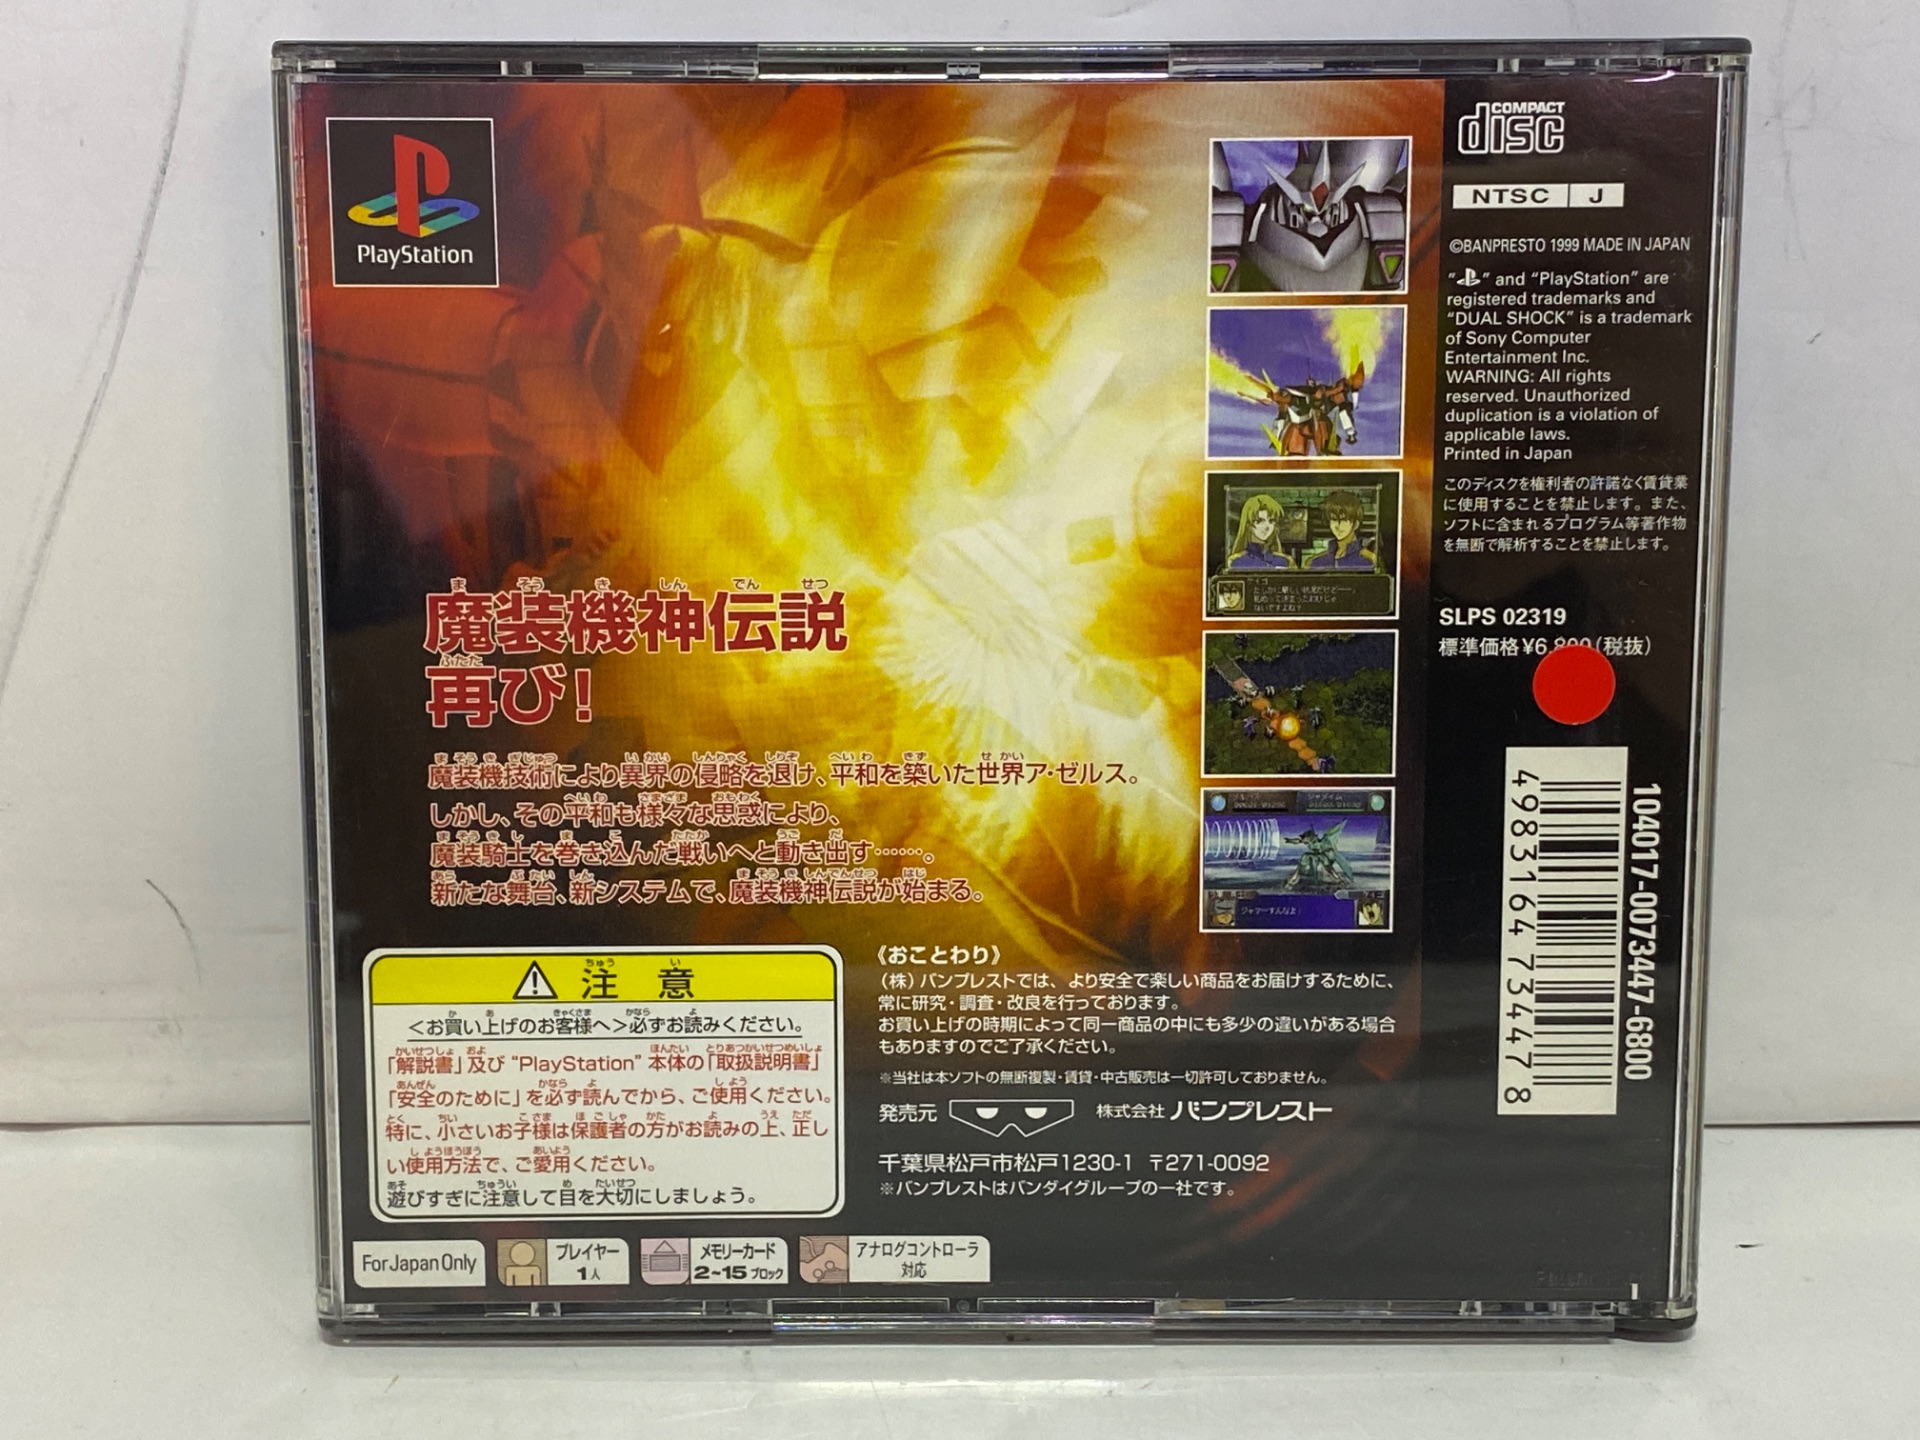 PlayStation
魔装機神伝説
再び!
魔装機技術により異界の侵略を退け、平和を築いた世界ア・ゼルス。
しかし、その平和も様々な思惑により、
魔装騎士を巻き込んだ戦いへと動き出す……。
新たな舞台、新システムで、魔装機神伝説が始まる。
注意
<お買い上げのお客様へ>必ずお読みください。
「解説書」及び“PlayStation”本体の「取扱説明書」
「安全のために」を必ず読んでから、ご使用ください。
特に、小さいお子様は保護者の方がお読みの上、正し
い使用方法で、ご愛用ください。
遊びすぎに注意して目を大切にしましょう。
For Japan Only
プレイヤー
1人
メモリーカード
2~15ブロック
アナログコントローラ
対応
《おことわり》
(株)バンプレストでは、より安全で楽しい商品をお届けするために、
常に研究・調査・改良を行っております。
お買い上げの時期によって同一商品の中にも多少の違いがある場合
もありますのでご了承ください。
※当社は本ソフトの無断複製・賃貸・中古販売は一切許可しておりません。
発売元 株式会社 バンプレスト
千葉県松戸市松戸1230-1 〒271-0092
※バンプレストはバンダイグループの一社です。
COMPACT
disc
NTSC J
©BANPRESTO 1999 MADE IN JAPAN
“PS” and “PlayStation” are
registered trademarks and
“DUAL SHOCK” is a trademark
of Sony Computer
Entertainment Inc.
WARNING: All rights
reserved. Unauthorized
duplication is a violation of
applicable laws.
Printed in Japan
このディスクを権利者の許諾なく賃貸業
に使用することを禁止します。また、
ソフトに含まれるプログラム等著作物
を無断で解析することを禁止します。
SLPS 02319
標準価格¥6,800(税抜)
104017-0073447-6800
4983164 734478